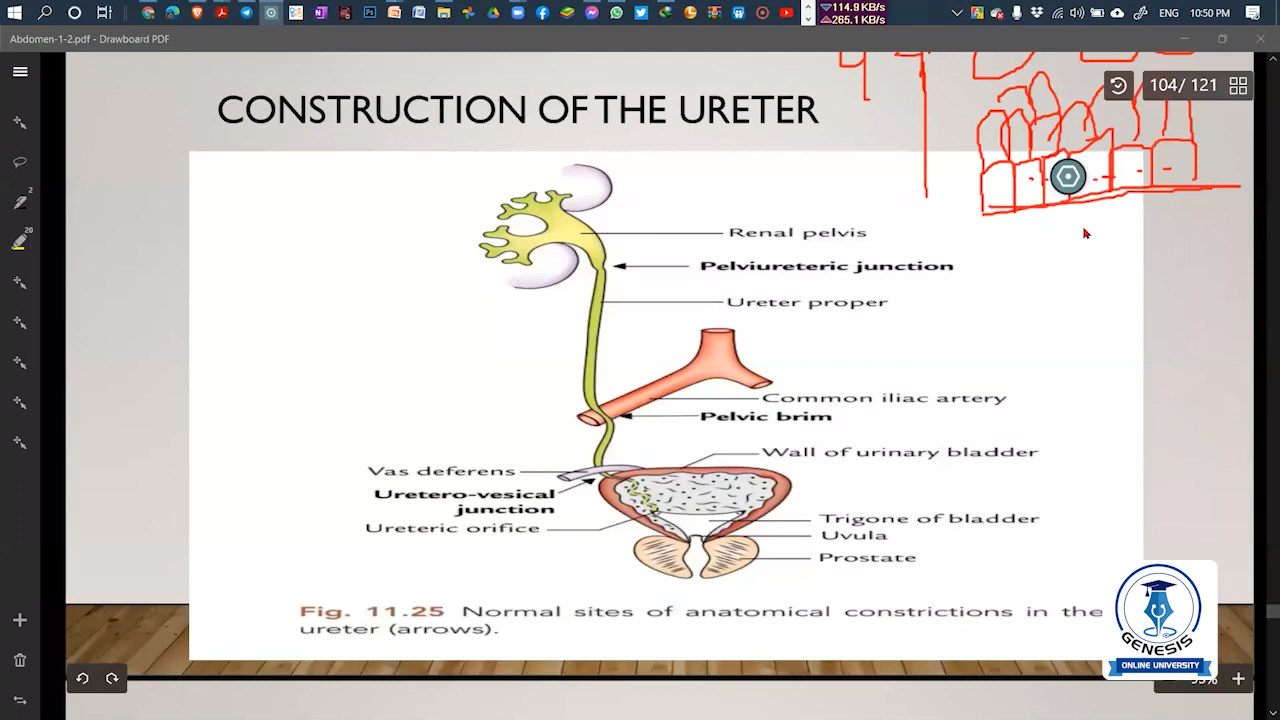 ENG 10:50 PM
114.9 KB/s
265.1 KB/s
Abdomen-1-2.pdf - Drawboard PDF
104 / 121
2
20
CONSTRUCTION OF THE URETER
Renal pelvis
Pelviureteric junction
Ureter proper
Common iliac artery
Pelvic brim
Wall of urinary bladder
Vas deferens
Uretero-vesical
junction
Ureteric orifice
Trigone of bladder
Uvula
Prostate
Fig. 11.25 Normal sites of anatomical constrictions in the
ureter (arrows).
GENESIS
ONLINE UNIVERSITY